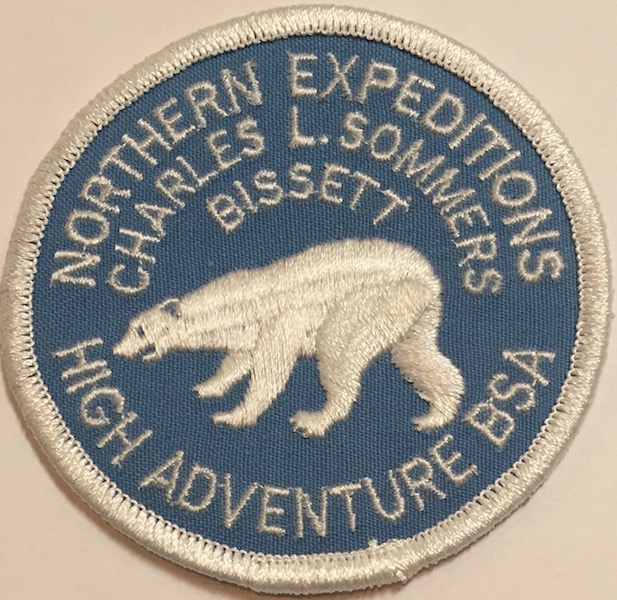 NORTHERN EXPEDITIONS
CHARLES L. SOMMERS
BISSETT
HIGH ADVENTURE BSA